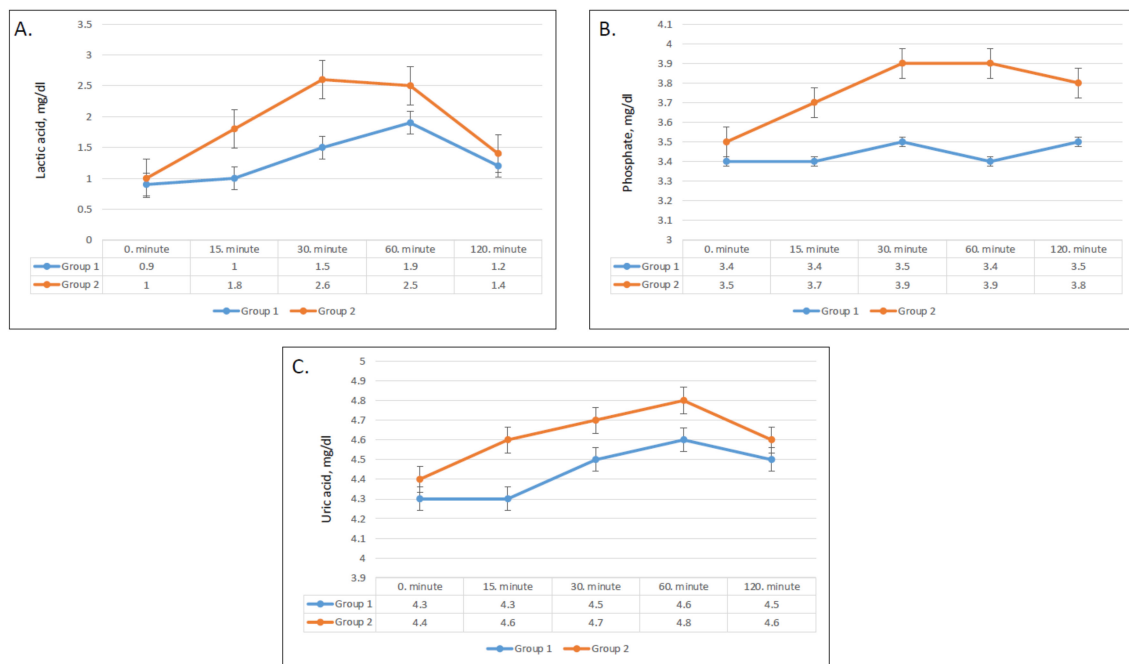 A.
Lactic acid, mg/dl
3.5
3
2.5
2
1.5
1
0.5
0
0. minute 15. minute 30. minute 60. minute 120. minute
Group 1 0.9 1 1.5 1.9 1.2
Group 2 1 1.8 2.6 2.5 1.4
Group 1 Group 2
B.
Phosphate, mg/dl
4.1
4
3.9
3.8
3.7
3.6
3.5
3.4
3.3
3.2
3.1
3
0. minute 15. minute 30. minute 60. minute 120. minute
Group 1 3.4 3.4 3.5 3.4 3.5
Group 2 3.5 3.7 3.9 3.9 3.8
Group 1 Group 2
C.
Uric acid, mg/dl
5
4.9
4.8
4.7
4.6
4.5
4.4
4.3
4.2
4.1
4
3.9
0. minute 15. minute 30. minute 60. minute 120. minute
Group 1 4.3 4.3 4.5 4.6 4.5
Group 2 4.4 4.6 4.7 4.8 4.6
Group 1 Group 2